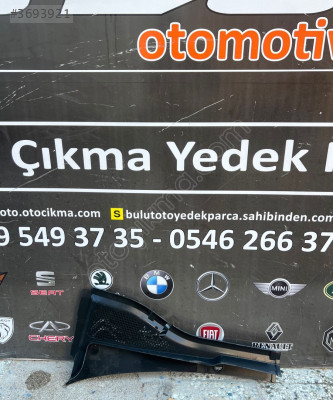 #3693921
otomotiv
Çıkma Yedek
oto.otocikma.com S bulutotoyedekparca.sahibinden.com
9 549 37 35 - 0546 266 37
SEAT
BMW
MINI
CHERY
FIAT
RENAULT